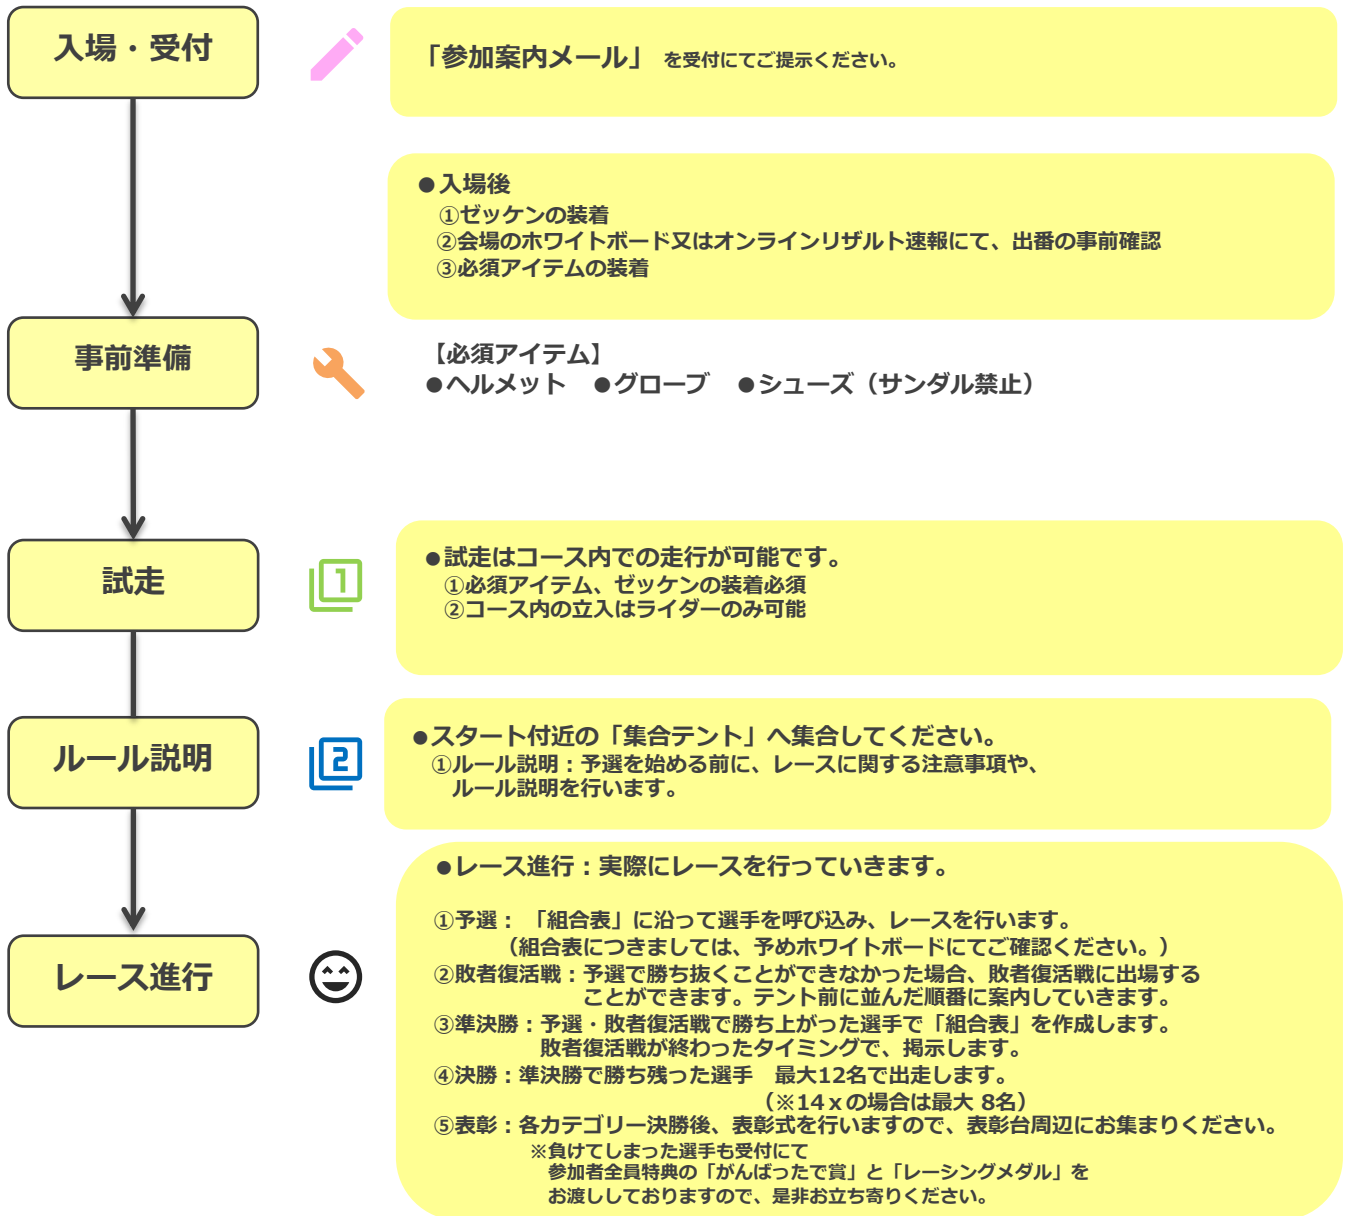 入場・受付
「参加案内メール」 を受付にてご提示ください。
●入場後
①ゼッケンの装着
②会場のホワイトボード又はオンラインリザルト速報にて、出番の事前確認
③必須アイテムの装着
事前準備
【必須アイテム】
●ヘルメット ●グローブ ●シューズ（サンダル禁止）
試走
1
●試走はコース内での走行が可能です。
①必須アイテム、ゼッケンの装着必須
②コース内の立入はライダーのみ可能
ルール説明
2
●スタート付近の「集合テント」へ集合してください。
①ルール説明：予選を始める前に、レースに関する注意事項や、
ルール説明を行います。
レース進行
●レース進行：実際にレースを行っていきます。
①予選： 「組合表」に沿って選手を呼び込み、レースを行います。
（組合表につきましては、予めホワイトボードにてご確認ください。）
②敗者復活戦：予選で勝ち抜くことができなかった場合、敗者復活戦に出場する
ことができます。テント前に並んだ順番に案内していきます。
③準決勝：予選・敗者復活戦で勝ち上がった選手で「組合表」を作成します。
敗者復活戦が終わったタイミングで、掲示します。
④決勝：準決勝で勝ち残った選手 最大12名で出走します。
（※14ｘの場合は最大 8名）
⑤表彰：各カテゴリー決勝後、表彰式を行いますので、表彰台周辺にお集まりください。
※負けてしまった選手も受付にて
参加者全員特典の「がんばったで賞」と「レーシングメダル」を
お渡ししておりますので、是非お立ち寄りください。